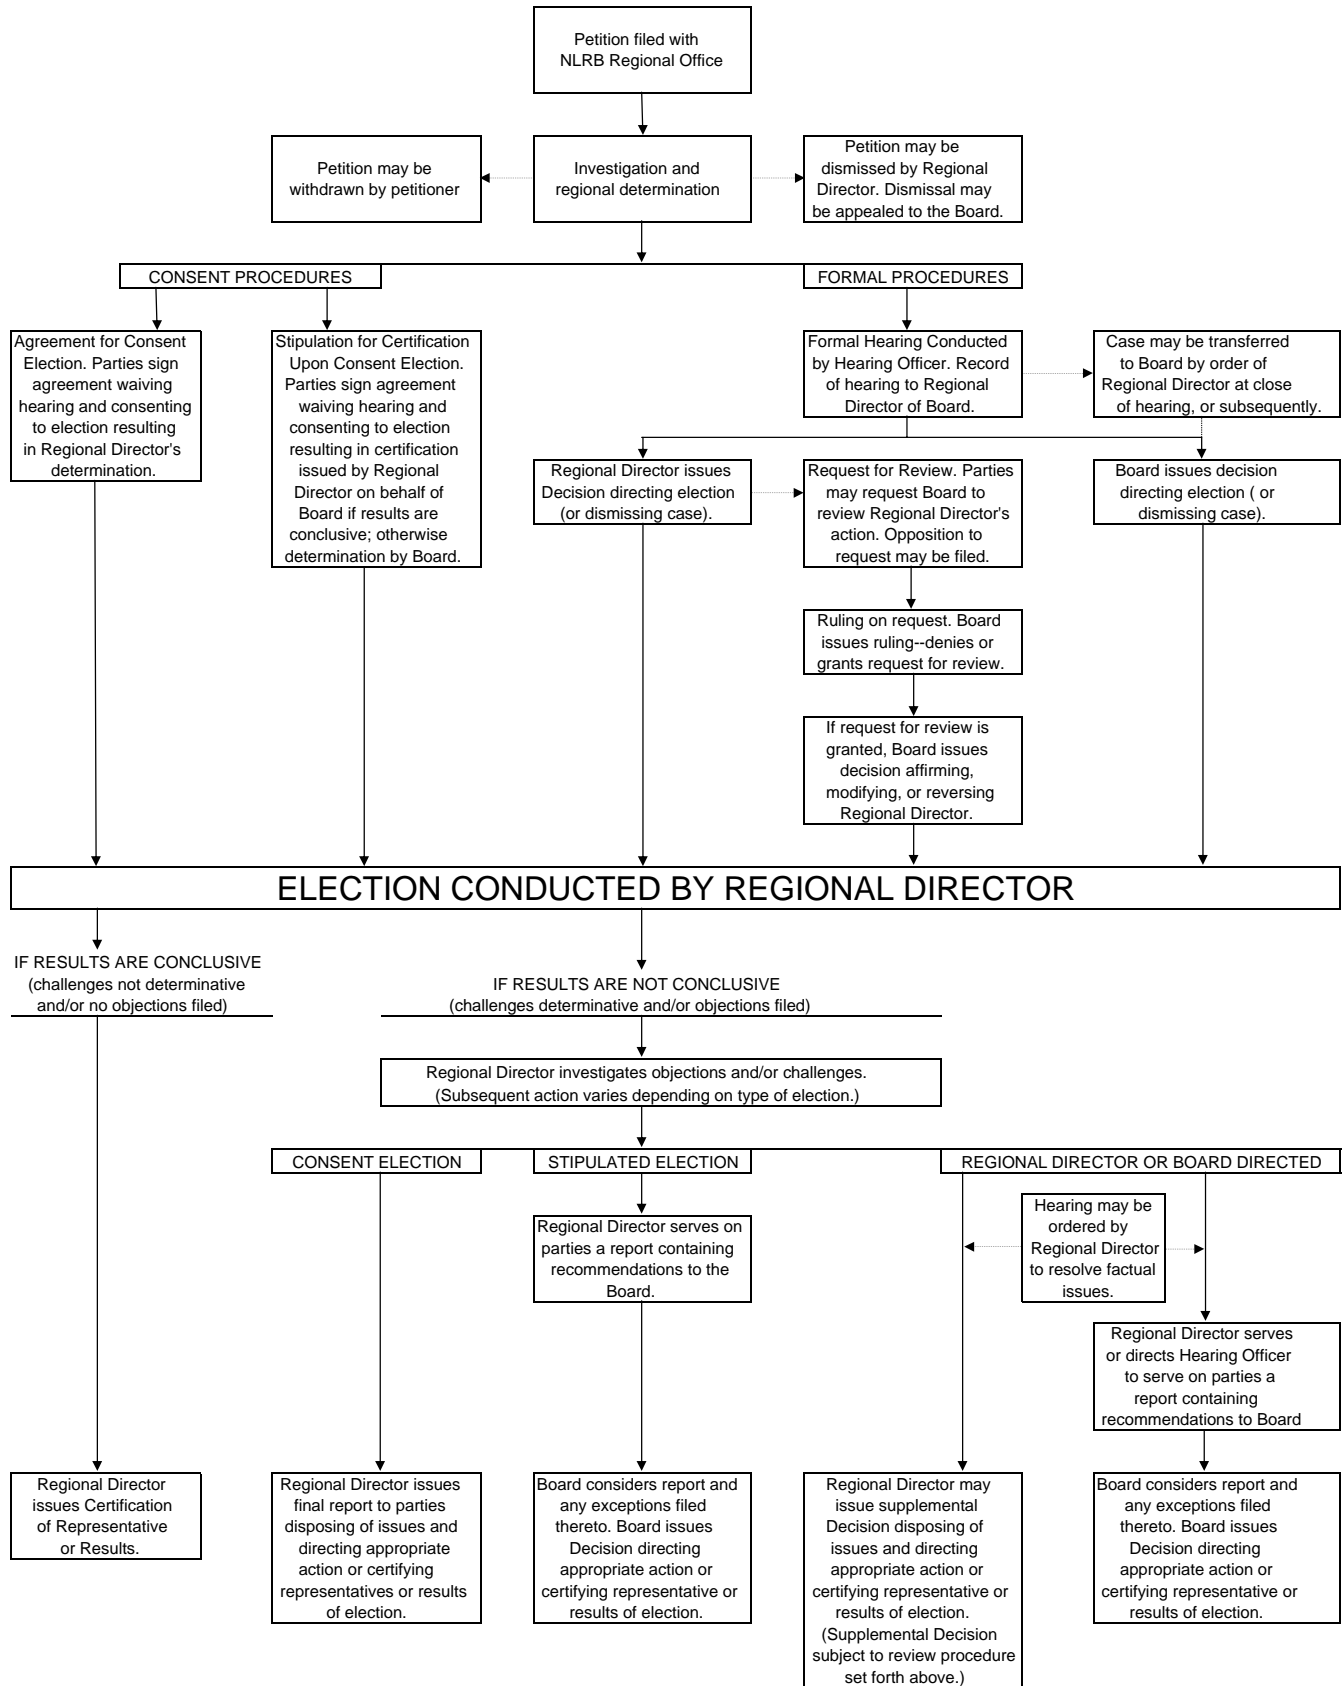 Petition filed with
NLRB Regional Office
Petition may be
withdrawn by petitioner
Investigation and
regional determination
Petition may be
dismissed by Regional
Director. Dismissal may
be appealed to the Board.
CONSENT PROCEDURES
FORMAL PROCEDURES
Agreement for Consent
Election. Parties sign
agreement waiving
hearing and consenting
to election resulting
in Regional Director's
determination.
Stipulation for Certification
Upon Consent Election.
Parties sign agreement
waiving hearing and
consenting to election
resulting in certification
issued by Regional
Director on behalf of
Board if results are
conclusive; otherwise
determination by Board.
Formal Hearing Conducted
by Hearing Officer. Record
of hearing to Regional
Director of Board.
Case may be transferred
to Board by order of
Regional Director at close
of hearing, or subsequently.
Regional Director issues
Decision directing election
(or dismissing case).
Request for Review. Parties
may request Board to
review Regional Director's
action. Opposition to
request may be filed.
Board issues decision
directing election ( or
dismissing case).
Ruling on request. Board
issues ruling--denies or
grants request for review.
If request for review is
granted, Board issues
decision affirming,
modifying, or reversing
Regional Director.
ELECTION CONDUCTED BY REGIONAL DIRECTOR
IF RESULTS ARE CONCLUSIVE
(challenges not determinative
and/or no objections filed)
IF RESULTS ARE NOT CONCLUSIVE
(challenges determinative and/or objections filed)
Regional Director investigates objections and/or challenges.
(Subsequent action varies depending on type of election.)
CONSENT ELECTION
STIPULATED ELECTION
REGIONAL DIRECTOR OR BOARD DIRECTED
Regional Director serves on
parties a report containing
recommendations to the
Board.
Hearing may be
ordered by
Regional Director
to resolve factual
issues.
Regional Director serves
or directs Hearing Officer
to serve on parties a
report containing
recommendations to Board
Regional Director
issues Certification
of Representative
or Results.
Regional Director issues
final report to parties
disposing of issues and
directing appropriate
action or certifying
representatives or results
of election.
Board considers report and
any exceptions filed
thereto. Board issues
Decision directing
appropriate action or
certifying representative or
results of election.
Regional Director may
issue supplemental
Decision disposing of
issues and directing
appropriate action or
certifying representative or
results of election.
(Supplemental Decision
subject to review procedure
set forth above.)
Board considers report and
any exceptions filed
thereto. Board issues
Decision directing
appropriate action or
certifying representative or
results of election.